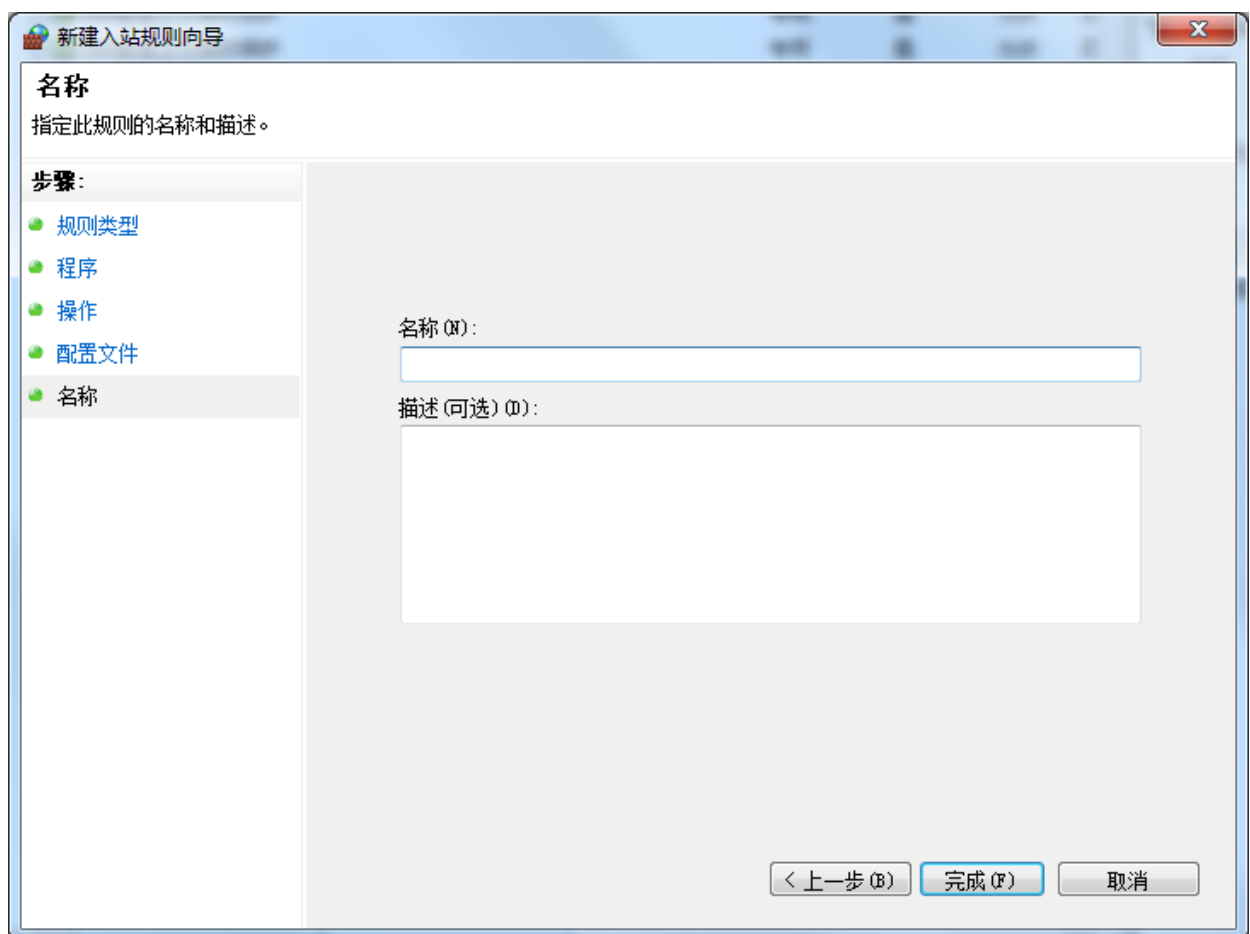 新建入站规则向导
名称
指定此规则的名称和描述。
步骤:
规则类型
程序
操作
配置文件
名称
名称(N):
描述(可选)(D):
< 上一步(B)
完成(F)
取消